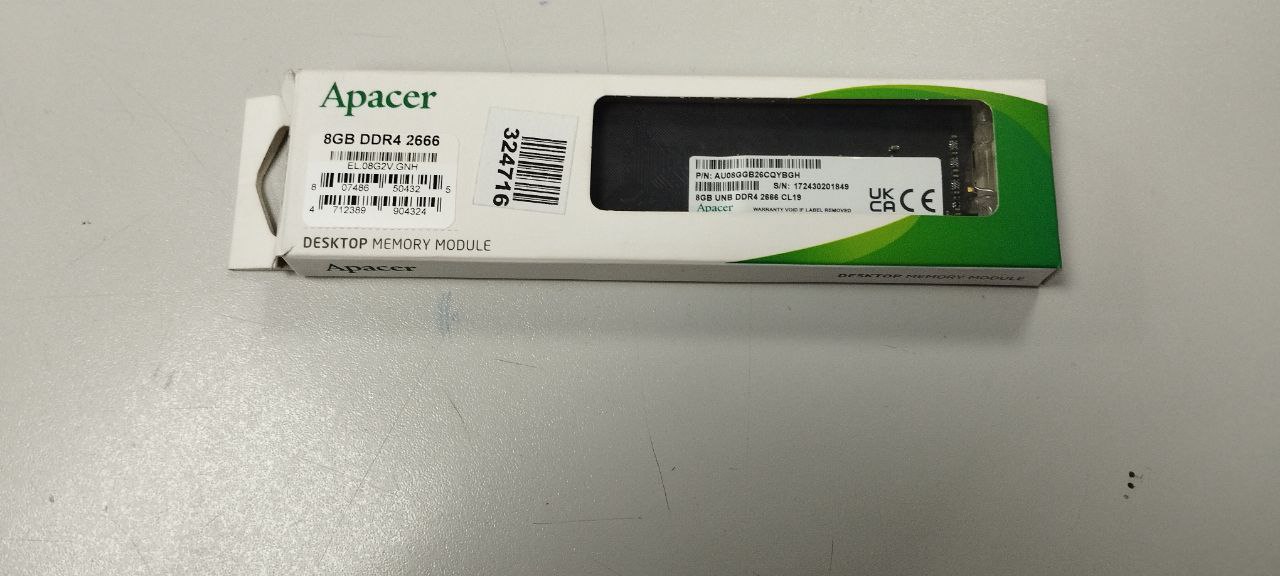 Apacer
8GB DDR4 2666
EL.08G2V.GNH
8 07486 50432 5
4 712389 904324
DESKTOP MEMORY MODULE
324716
P/N: AU08GGB26CQYBGH
S/N: 172430201849
8GB UNB DDR4 2666 CL19
Apacer
WARRANTY VOID IF LABEL REMOVED
UK
CA CE
Apacer
DESKTOP MEMORY MODULE